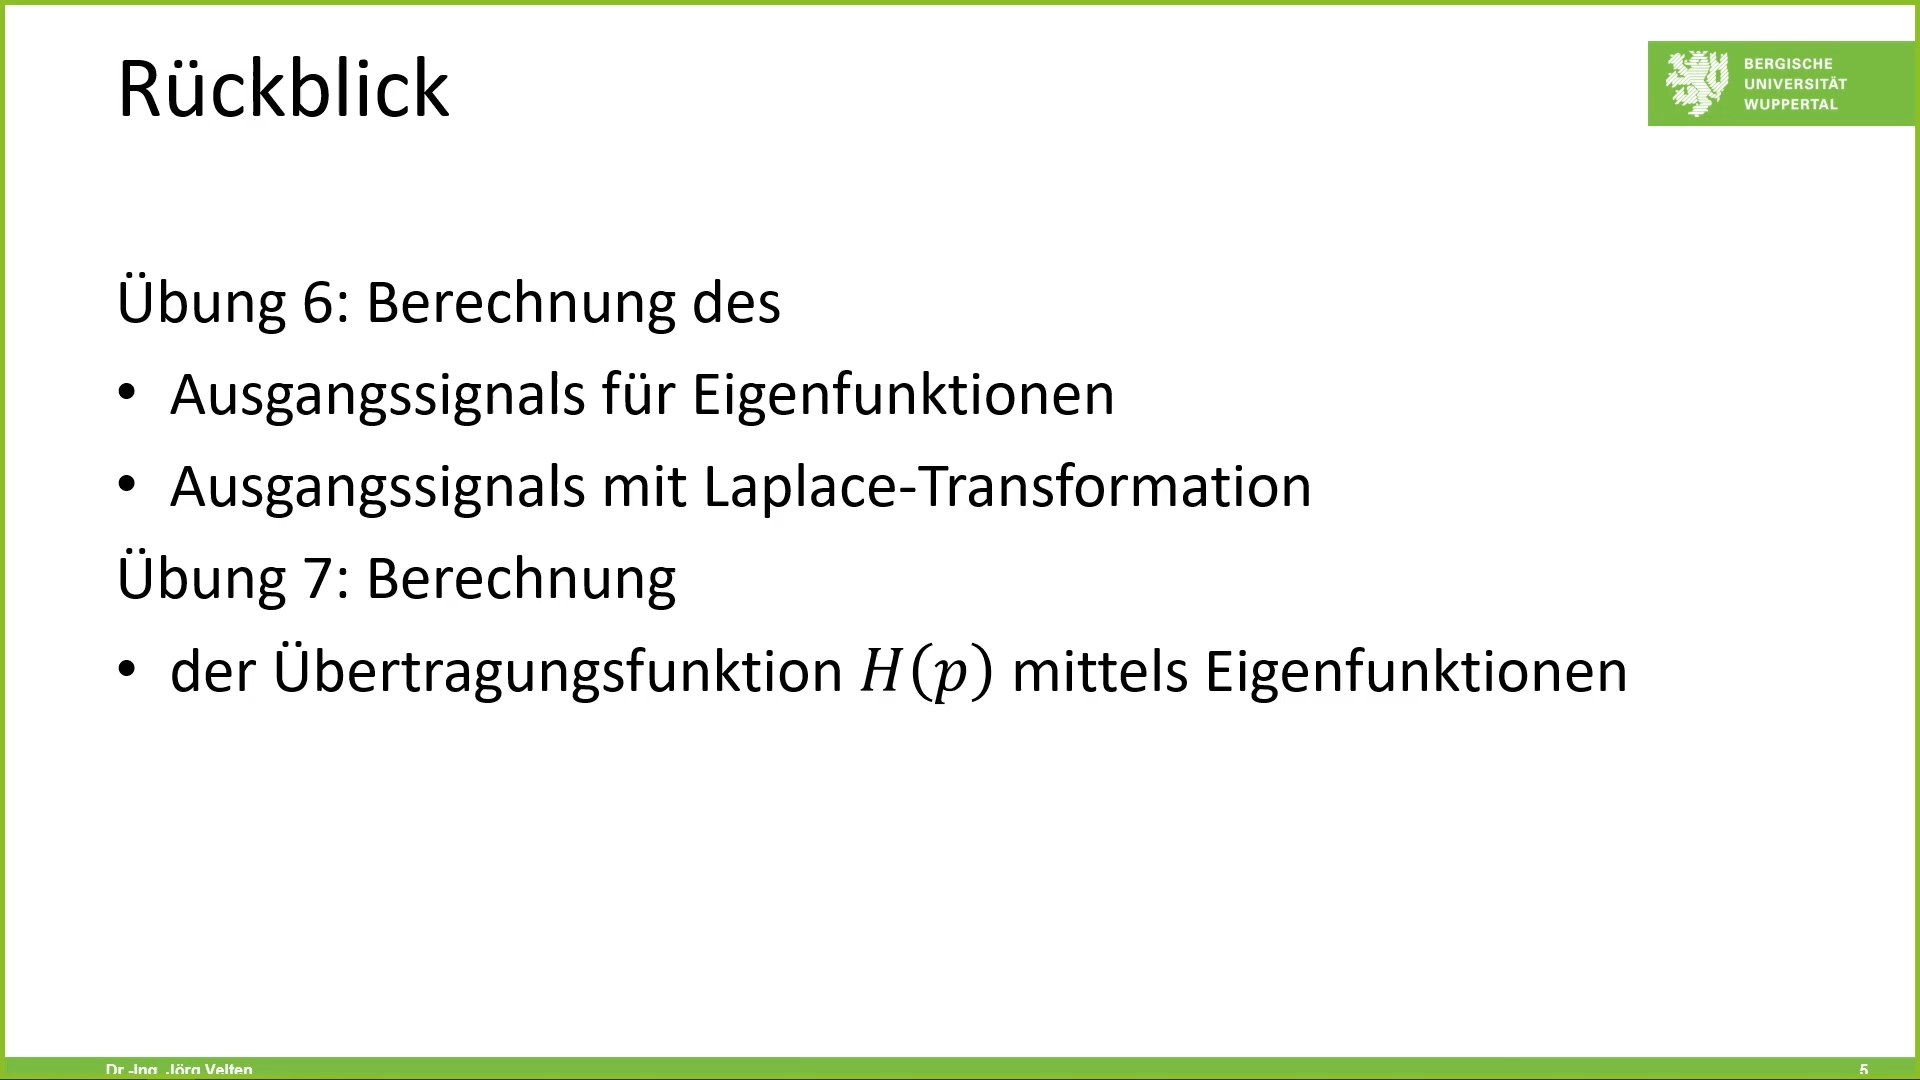 Rückblick
BERGISCHE
UNIVERSITÄT
WUPPERTAL
Übung 6: Berechnung des
• Ausgangssignals für Eigenfunktionen
• Ausgangssignals mit Laplace-Transformation
Übung 7: Berechnung
• der Übertragungsfunktion H(p) mittels Eigenfunktionen
Dr.-Ing. Jörg Velten
5